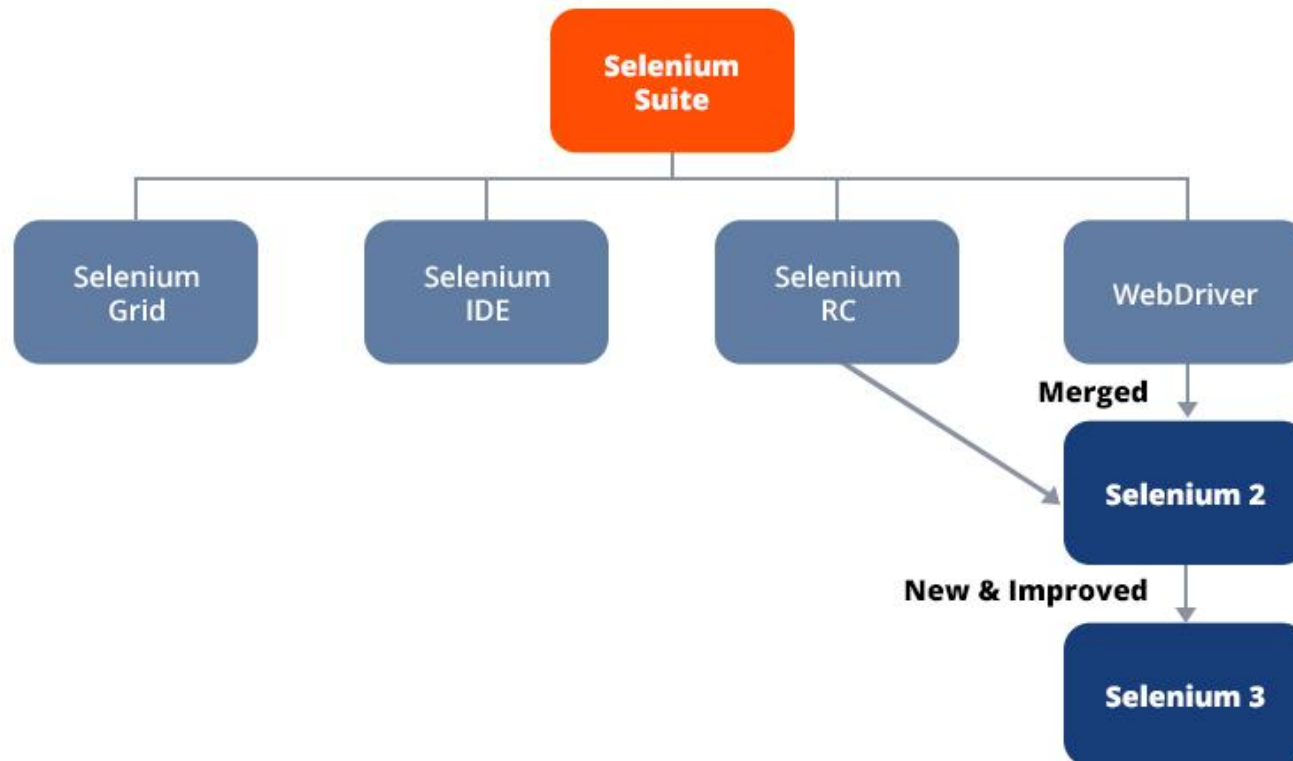 Selenium
Suite
Selenium
Grid
Selenium
IDE
Selenium
RC
WebDriver
Merged
Selenium 2
New & Improved
Selenium 3